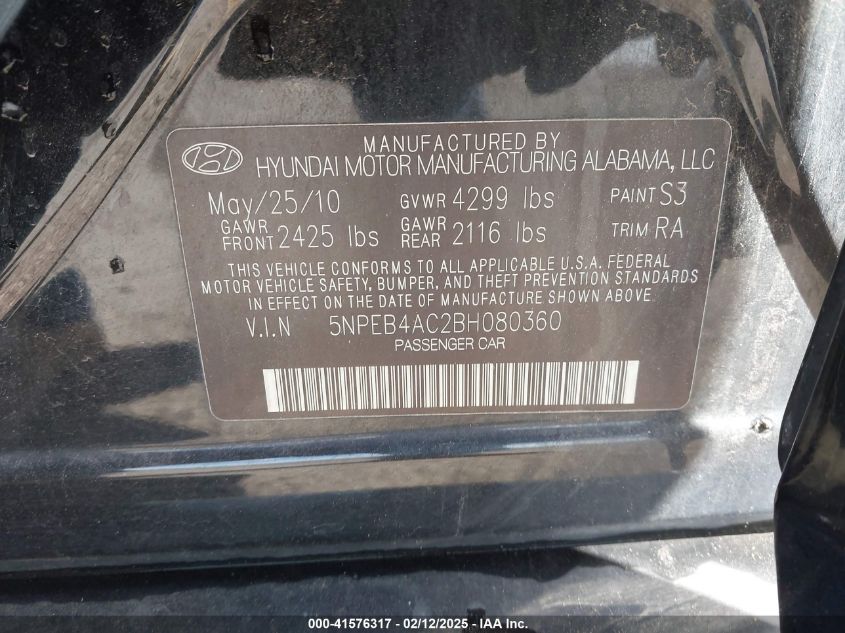 MANUFACTURED BY
HYUNDAI MOTOR MANUFACTURING ALABAMA, LLC
May/25/10 GVWR 4299 lbs PAINT S3
GAWR FRONT 2425 lbs GAWR REAR 2116 lbs TRIM RA
THIS VEHICLE CONFORMS TO ALL APPLICABLE U.S.A. FEDERAL
MOTOR VEHICLE SAFETY, BUMPER, AND THEFT PREVENTION STANDARDS
IN EFFECT ON THE DATE OF MANUFACTURE SHOWN ABOVE.
V.I.N 5NPEB4AC2BH080360
PASSENGER CAR
000-41576317 - 02/12/2025 - © IAA, Inc.